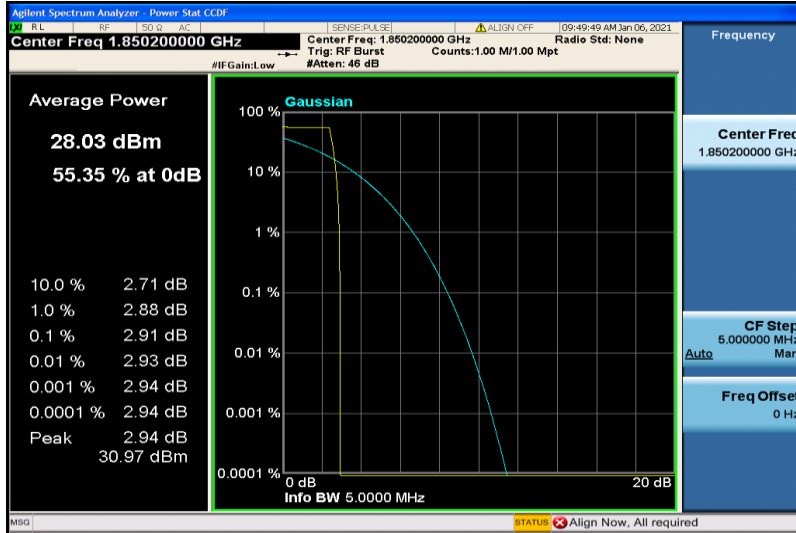 Agilent Spectrum Analyzer - Power Stat CCDF
LXI RL RF 50 Ω AC SENSE:PULSE ALIGN OFF 09:49:49 AM Jan 06, 2021
Center Freq 1.850200000 GHz
Center Freq: 1.850200000 GHz Radio Std: None
Trig: RF Burst Counts:1.00 M/1.00 Mpt
#IFGain:Low #Atten: 46 dB
Frequency
Center Freq
1.850200000 GHz
CF Step
5.000000 MHz
Auto Man
Freq Offset
0 Hz
Average Power
28.03 dBm
55.35 % at 0dB
10.0 % 2.71 dB
1.0 % 2.88 dB
0.1 % 2.91 dB
0.01 % 2.93 dB
0.001 % 2.94 dB
0.0001 % 2.94 dB
Peak 2.94 dB
30.97 dBm
Gaussian
100 %
10 %
1 %
0.1 %
0.01 %
0.001 %
0.0001 %
0 dB 20 dB
Info BW 5.0000 MHz
MSG STATUS Align Now, All required